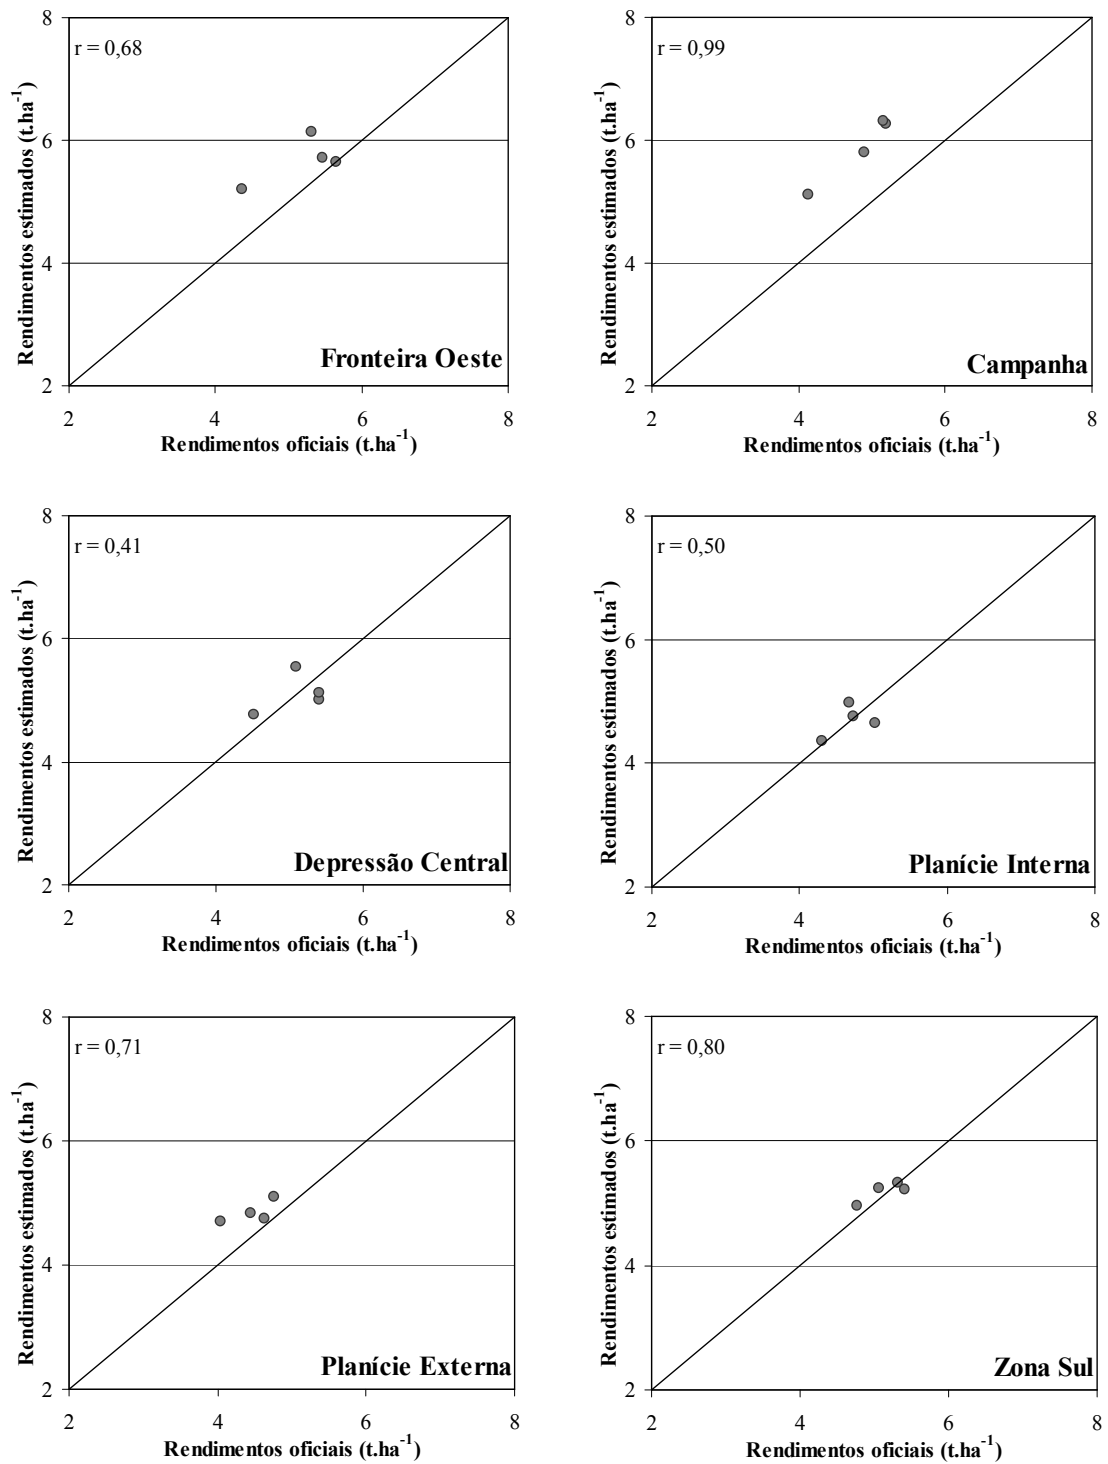 8
r = 0,68
6
4
2
Rendimentos estimados (t.ha⁻¹)
Fronteira Oeste
2 4 6 8
Rendimentos oficiais (t.ha⁻¹)
8
r = 0,99
6
4
2
Rendimentos estimados (t.ha⁻¹)
Campanha
2 4 6 8
Rendimentos oficiais (t.ha⁻¹)
8
r = 0,41
6
4
2
Rendimentos estimados (t.ha⁻¹)
Depressão Central
2 4 6 8
Rendimentos oficiais (t.ha⁻¹)
8
r = 0,50
6
4
2
Rendimentos estimados (t.ha⁻¹)
Planície Interna
2 4 6 8
Rendimentos oficiais (t.ha⁻¹)
8
r = 0,71
6
4
2
Rendimentos estimados (t.ha⁻¹)
Planície Externa
2 4 6 8
Rendimentos oficiais (t.ha⁻¹)
8
r = 0,80
6
4
2
Rendimentos estimados (t.ha⁻¹)
Zona Sul
2 4 6 8
Rendimentos oficiais (t.ha⁻¹)